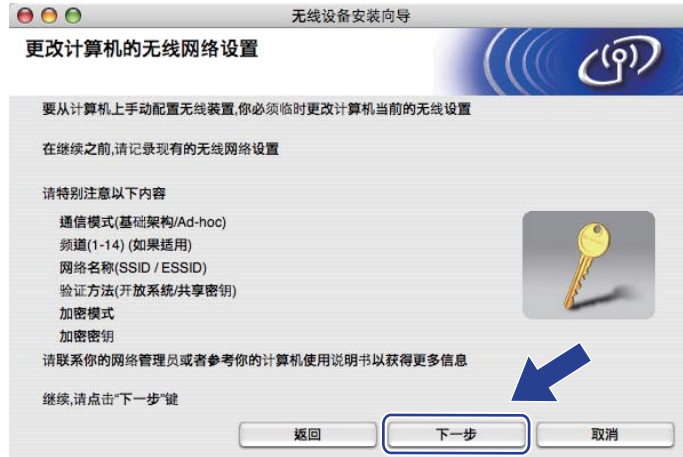 无线设备安装向导
更改计算机的无线网络设置
要从计算机上手动配置无线装置,你必须临时更改计算机当前的无线设置
在继续之前,请记录现有的无线网络设置
请特别注意以下内容
通信模式(基础架构/Ad-hoc)
频道(1-14) (如果适用)
网络名称(SSID / ESSID)
验证方法(开放系统/共享密钥)
加密模式
加密密钥
请联系你的网络管理员或者参考你的计算机使用说明书以获得更多信息
继续,请点击“下一步”键
返回 下一步 取消